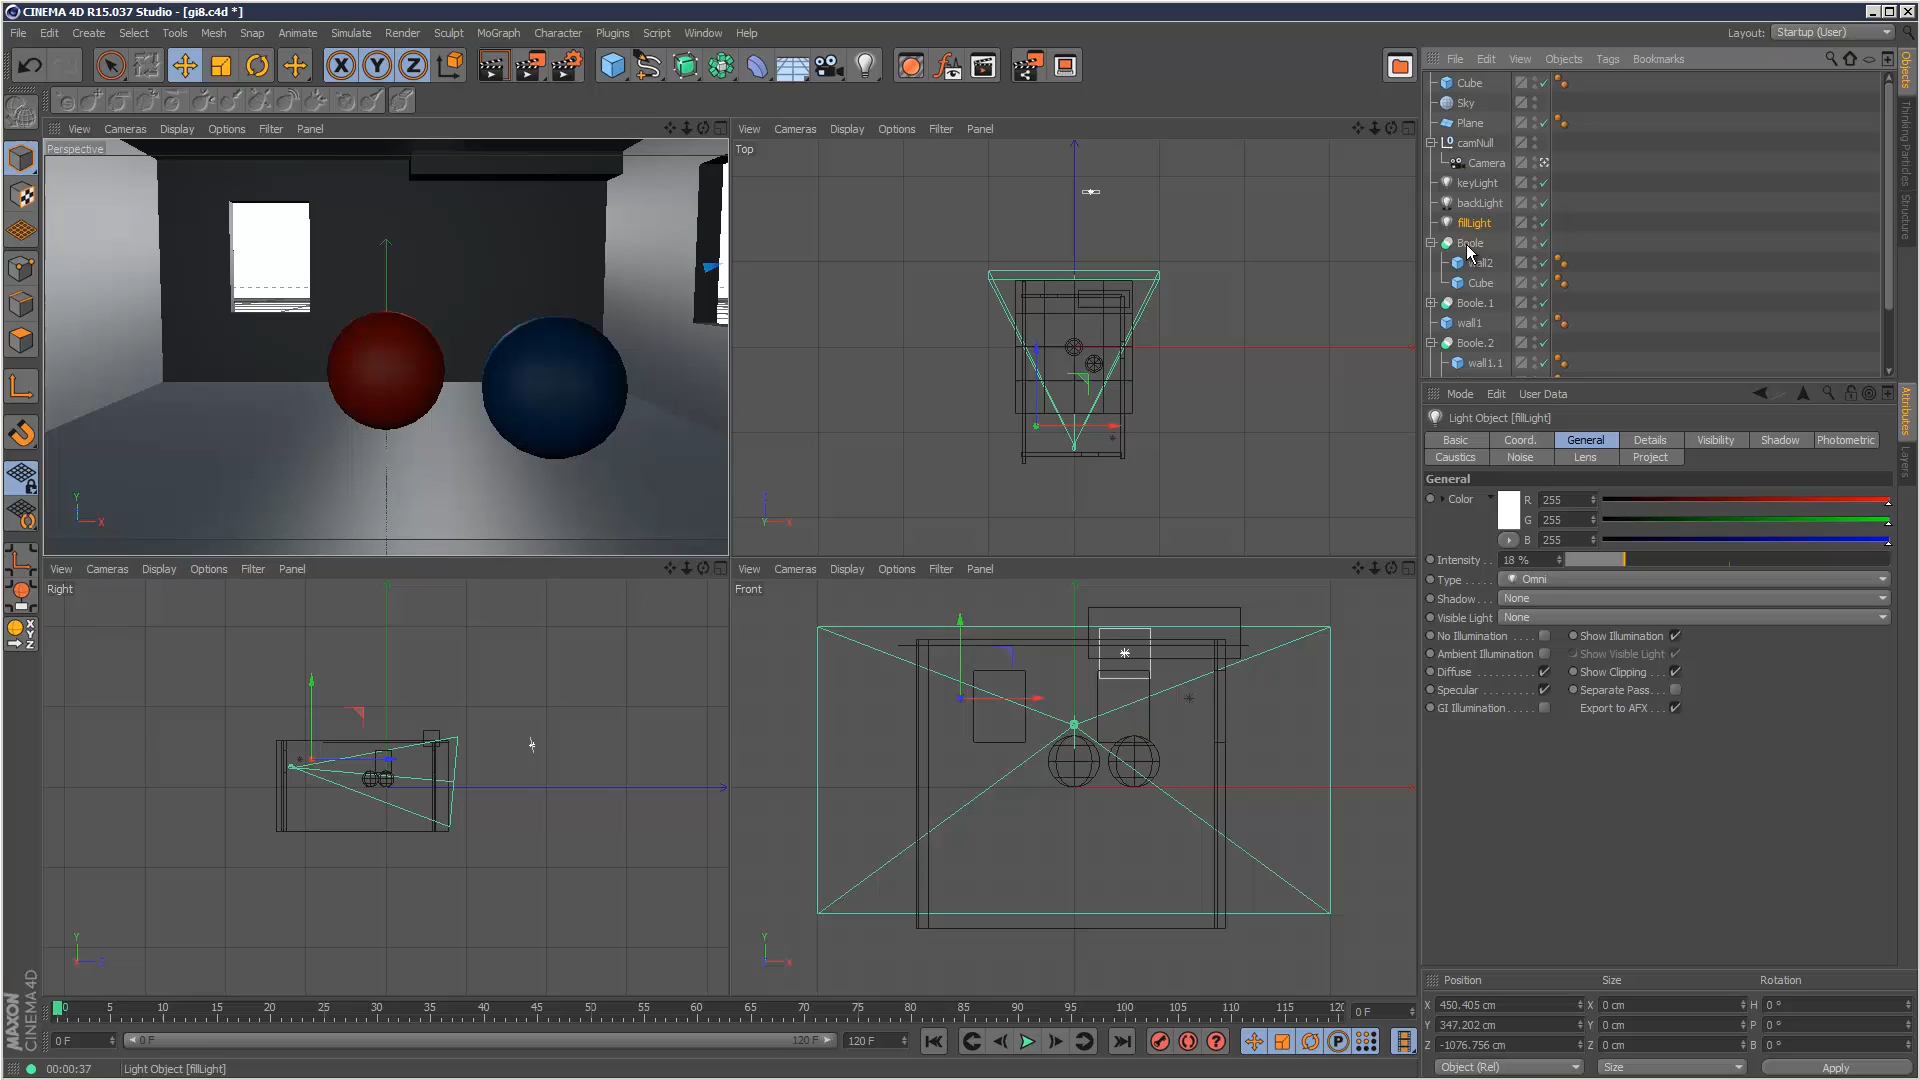 CINEMA 4D R15.037 Studio - [gi8.c4d *]
File Edit Create Select Tools Mesh Snap Animate Simulate Render Sculpt MoGraph Character Plugins Script Window Help
Layout: Startup (User)
X Y Z
File Edit View Objects Tags Bookmarks
Objects
Thinking Particles
Structure
View Cameras Display Options Filter Panel
View Cameras Display Options Filter Panel
Perspective
Top
Cube
Sky
Plane
camNull
Camera
keyLight
backLight
fillLight
Boole
Cube
Boole.1
wall1
Boole.2
wall1.1
Y
X
Y X
Mode Edit User Data
Attributes
Layers
Light Object [fillLight]
Basic Coord. General Details Visibility Shadow Photometric
Caustics Noise Lens Project
General
Color R 255
G 255
B 255
Intensity . . 18 %
Type . . . . . Omni
Shadow . . . None
Visible Light None
No Illumination . . . . Show Illumination
Ambient Illumination Show Visible Light
Diffuse . . . . . . . . . . Show Clipping
Specular . . . . . . . . . Separate Pass. . . .
GI Illumination . . . . . Export to AFX . .
View Cameras Display Options Filter Panel
View Cameras Display Options Filter Panel
Right
Front
Y
Y
X
X
Y
Z
MAXON
CINEMA 4D
0 5 10 15 20 25 30 35 40 45 50 55 60 65 70 75 80 85 90 95 100 105 110 115 0 F
0 F 0 F 120 F 120 F
P
Position Size Rotation
X 450.405 cm X 0 cm H 0 °
Y 347.202 cm Y 0 cm P 0 °
Z -1076.756 cm Z 0 cm B 0 °
Object (Rel) Size Apply
00:00:37 Light Object [fillLight]